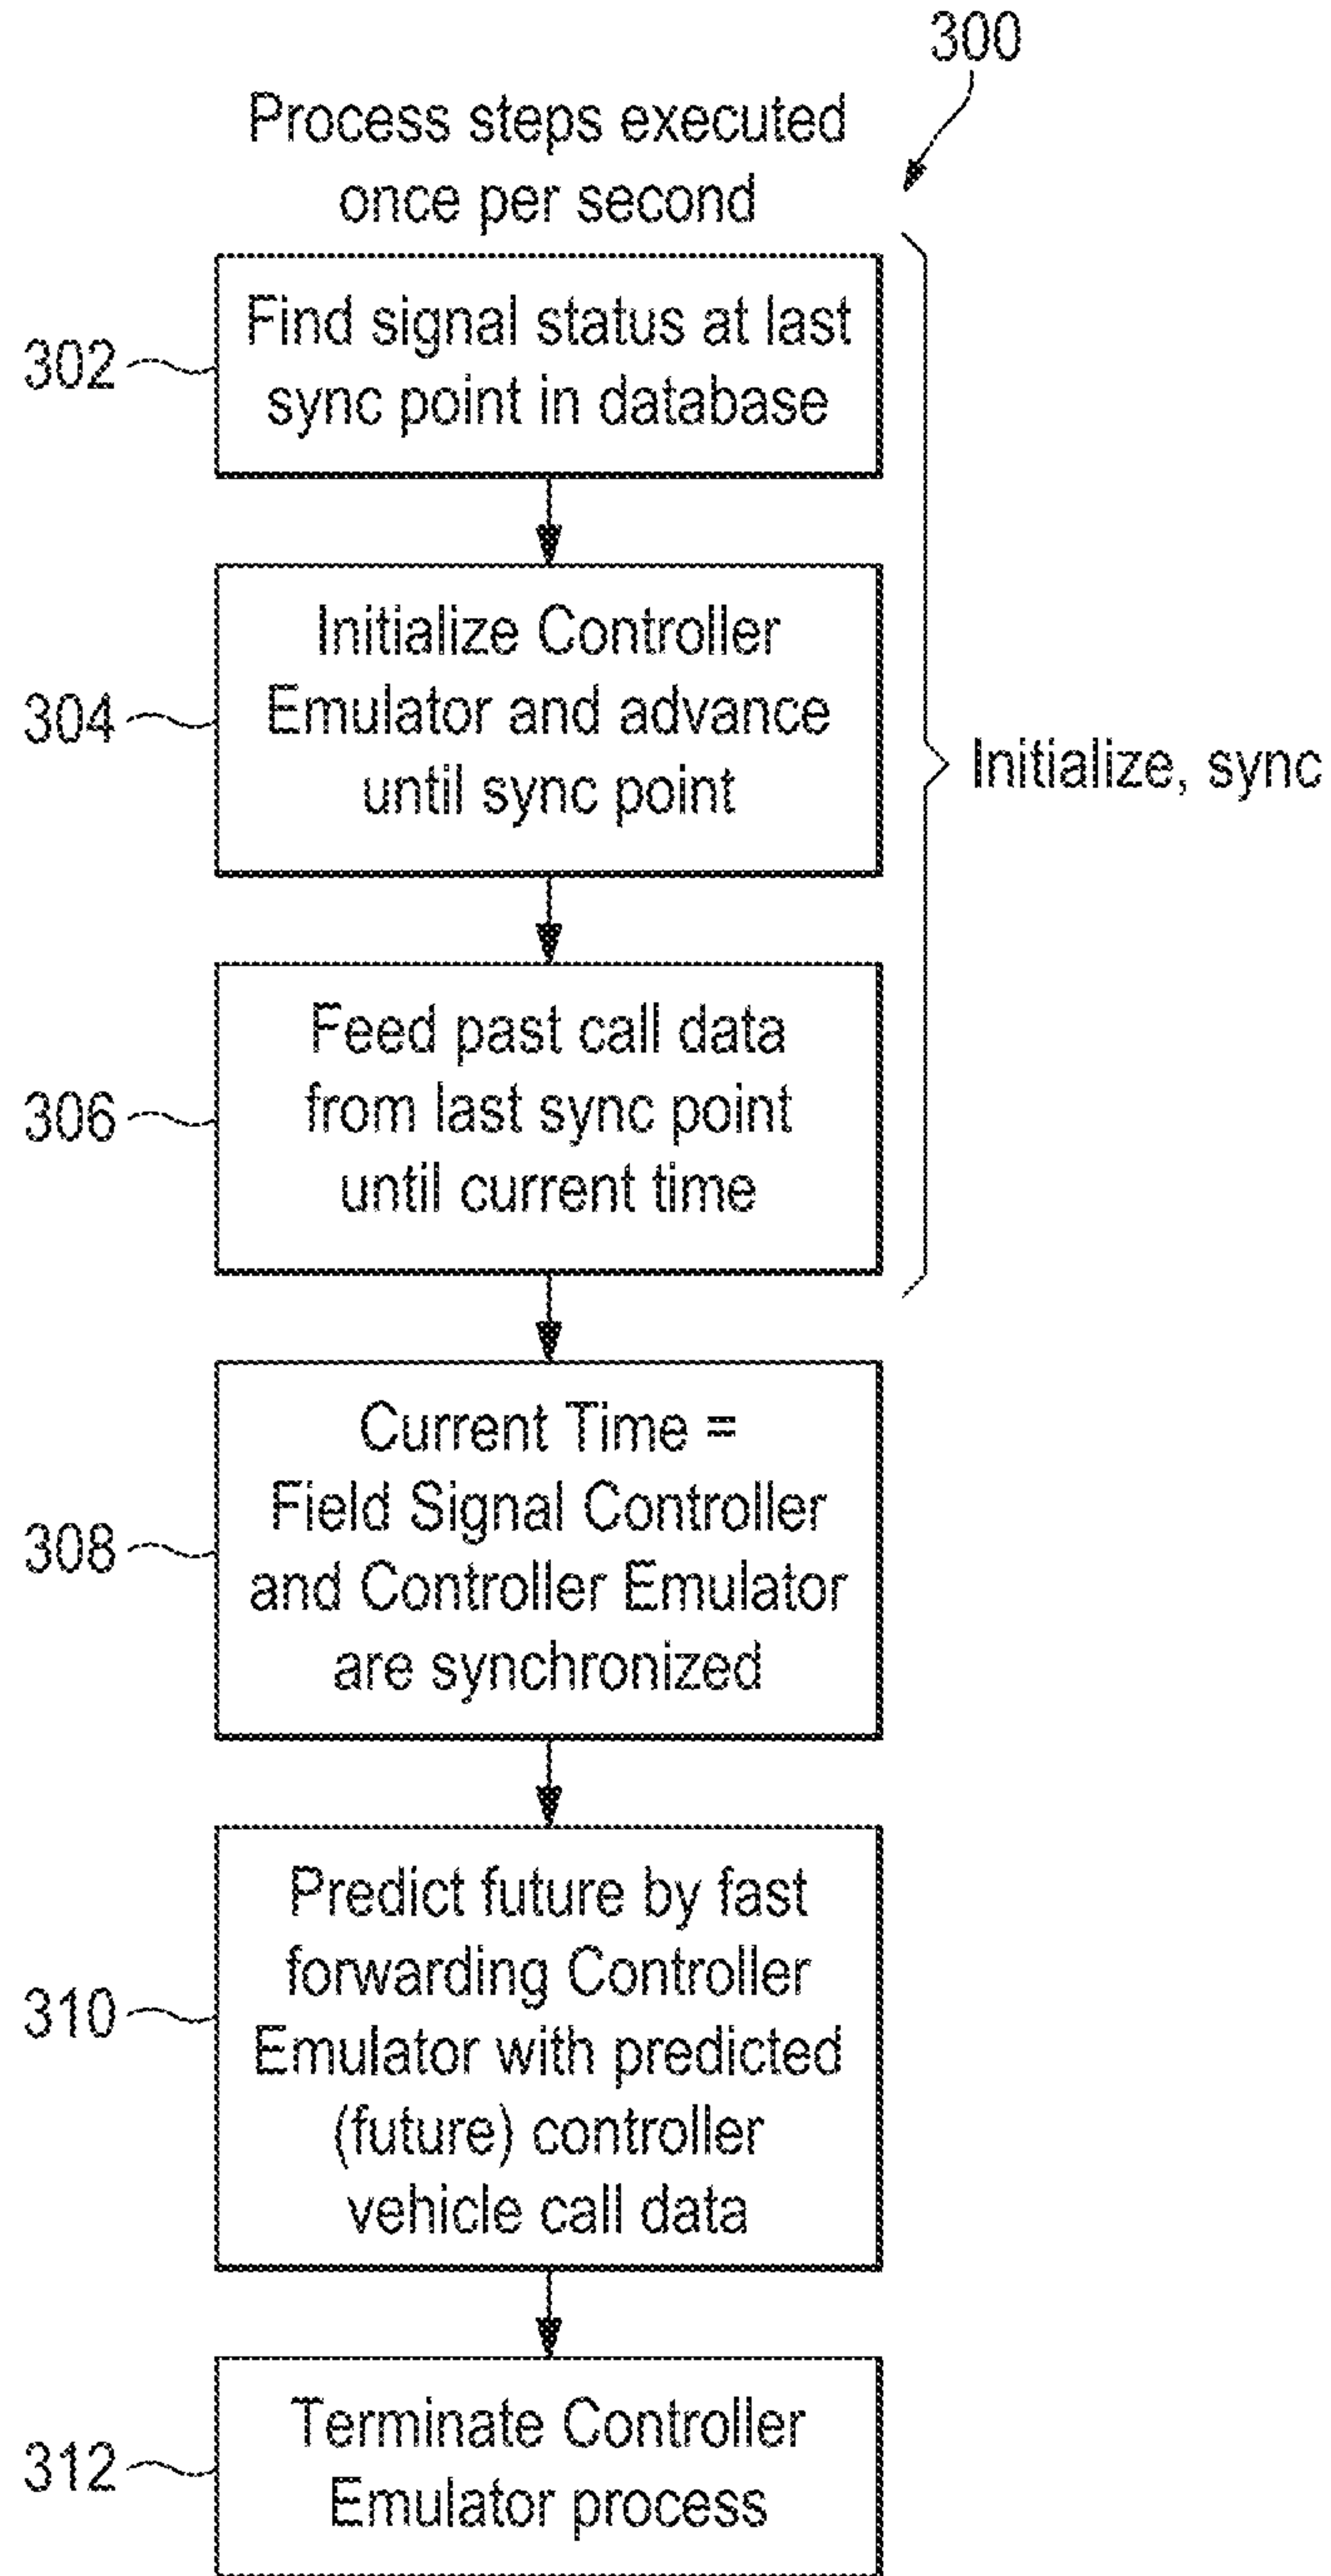 300
Process steps executed
once per second
302
Find signal status at last
sync point in database
304
Initialize Controller
Emulator and advance
until sync point
Initialize, sync
306
Feed past call data
from last sync point
until current time
308
Current Time =
Field Signal Controller
and Controller Emulator
are synchronized
310
Predict future by fast
forwarding Controller
Emulator with predicted
(future) controller
vehicle call data
312
Terminate Controller
Emulator process